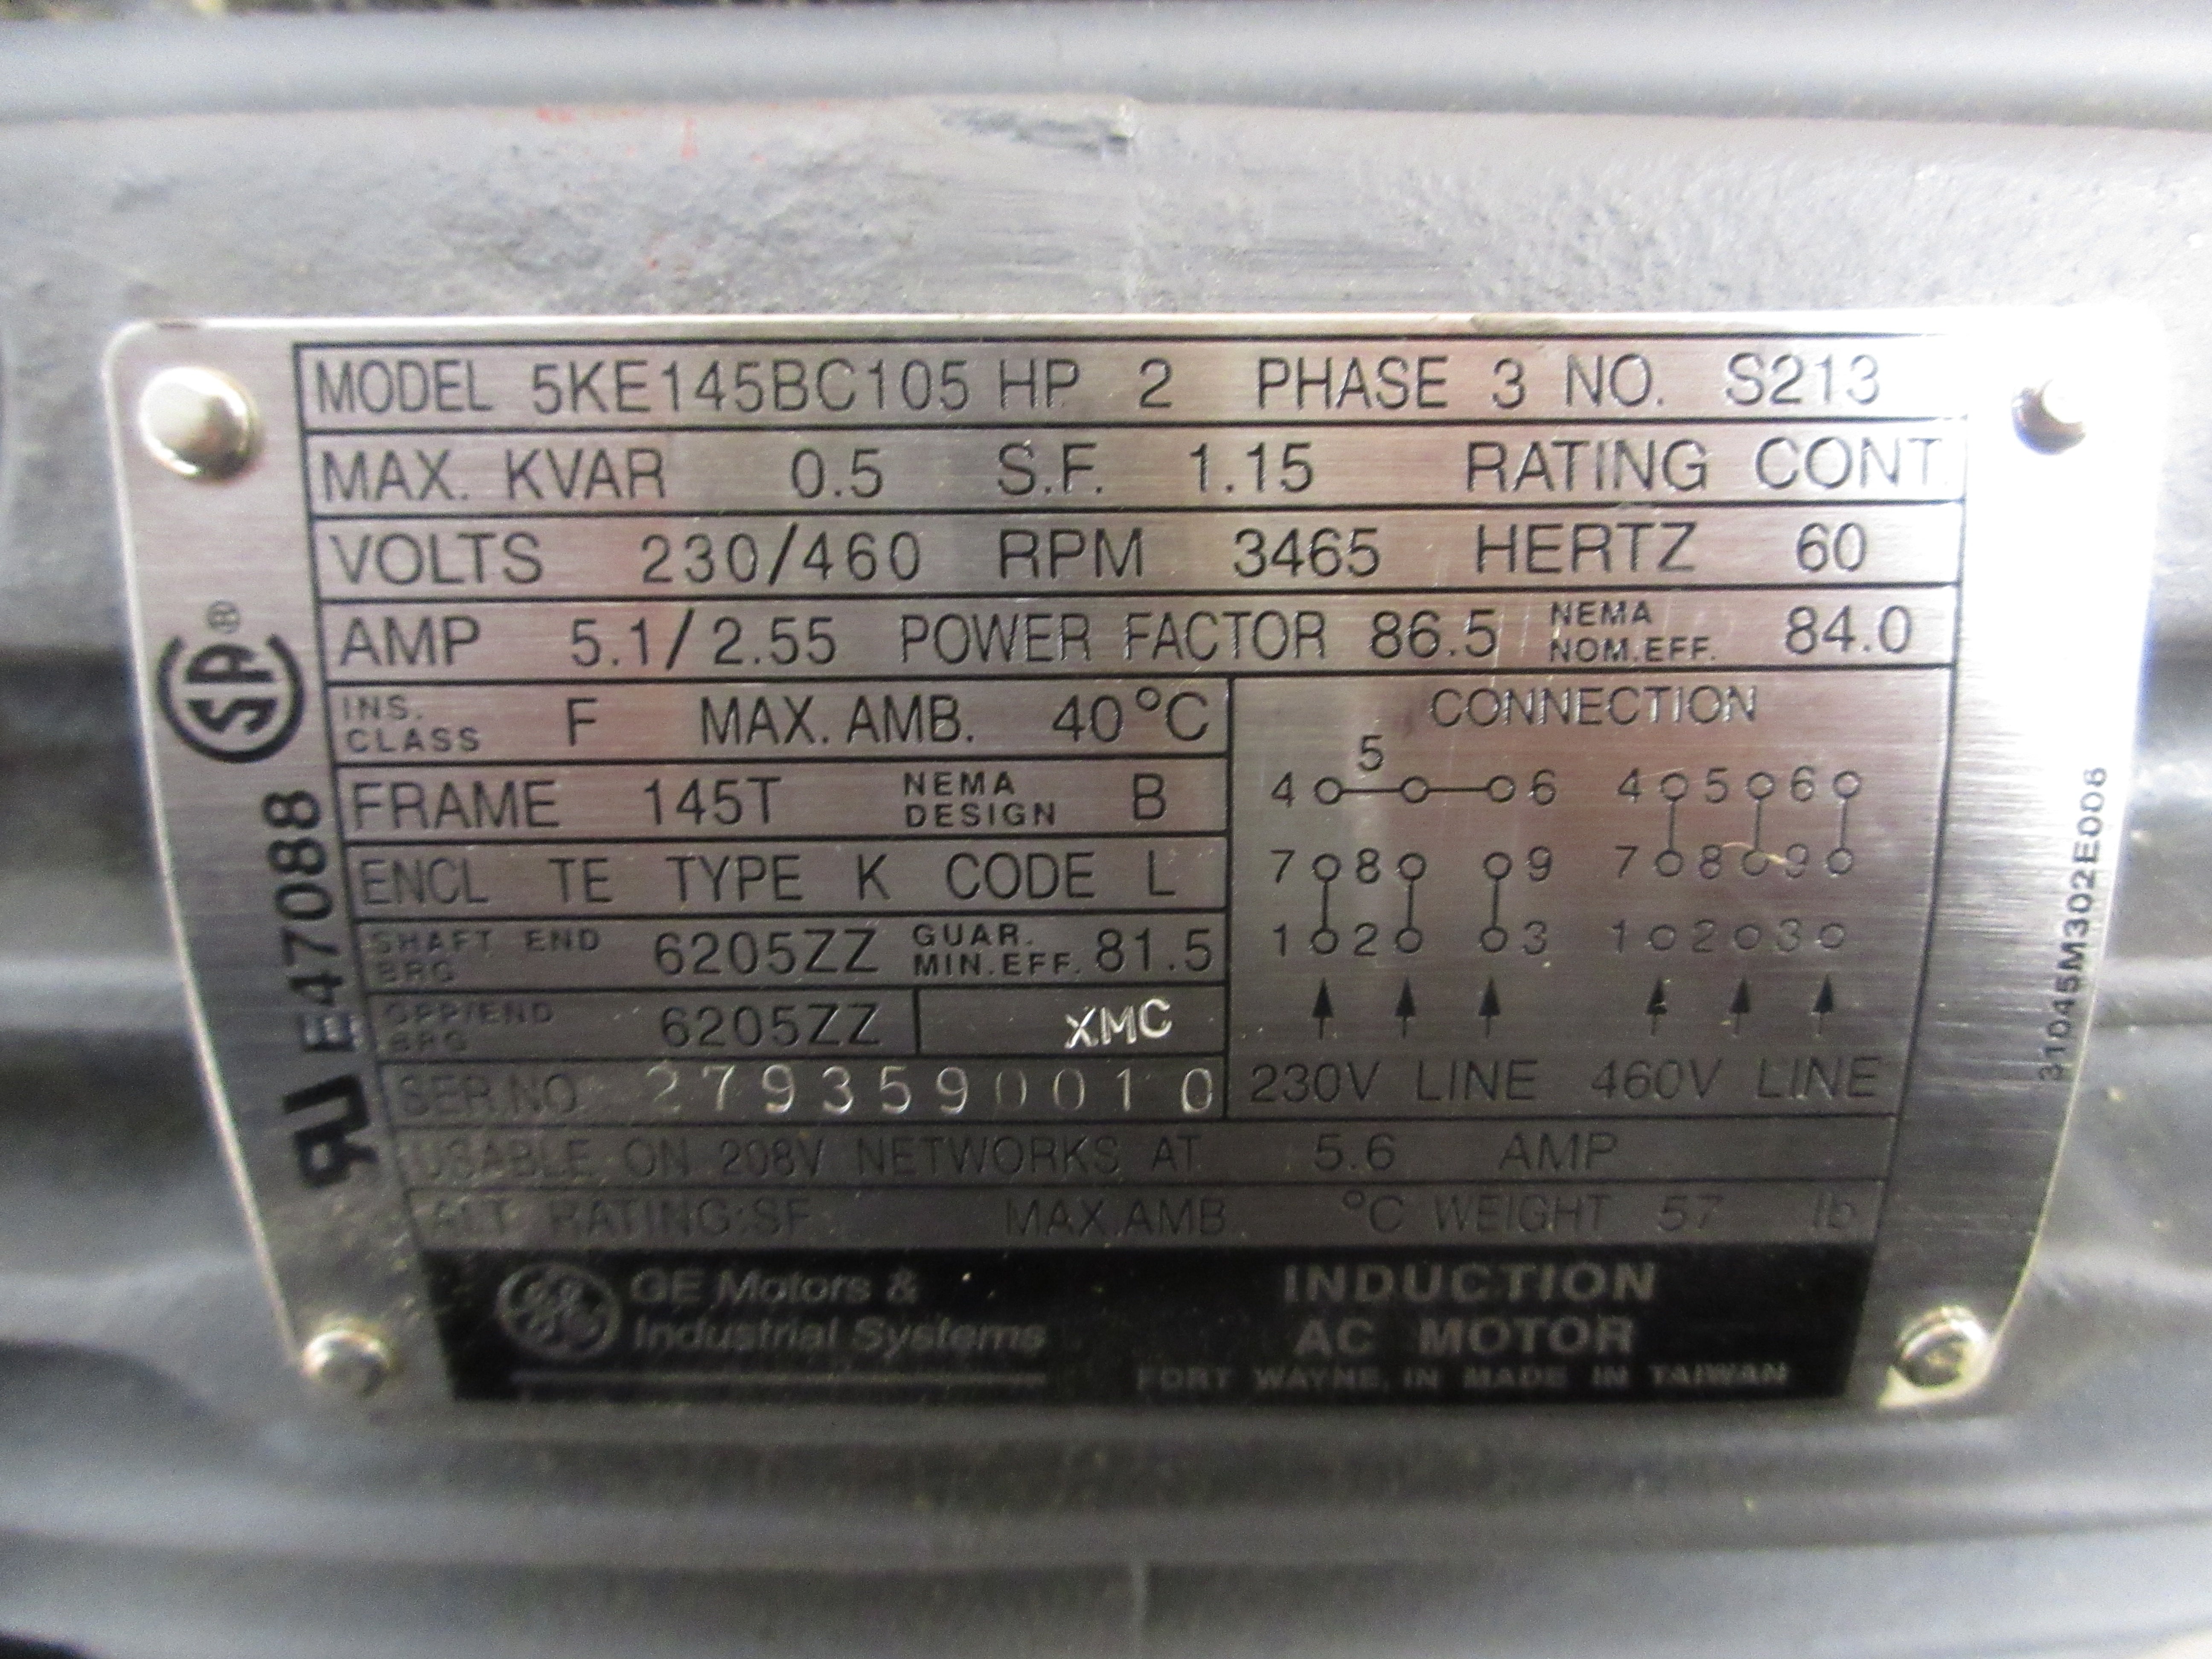 MODEL 5KE145BC105 HP 2 PHASE 3 NO. S213
MAX. KVAR 0.5 S.F. 1.15 RATING CONT.
VOLTS 230/460 RPM 3465 HERTZ 60
AMP 5.1/2.55 POWER FACTOR 86.5 NEMA NOM.EFF. 84.0
INS. CLASS F MAX. AMB. 40°C
FRAME 145T NEMA DESIGN B
ENCL TE TYPE K CODE L
SHAFT END BRG 6205ZZ GUAR. MIN.EFF. 81.5
OPP/END BRG 6205ZZ XMC
SER.NO. 2793590010
CONNECTION
5
4 6 4 5 6
7 8 9 7 8 9
1 2 3 1 2 3
230V LINE 460V LINE
USABLE ON 208V NETWORKS AT 5.6 AMP
ALT RATING:SF MAX.AMB °C WEIGHT 57 lb
GE Motors &
Industrial Systems
INDUCTION
AC MOTOR
FORT WAYNE, IN MADE IN TAIWAN
SA®
RU E47088
31045M302E006